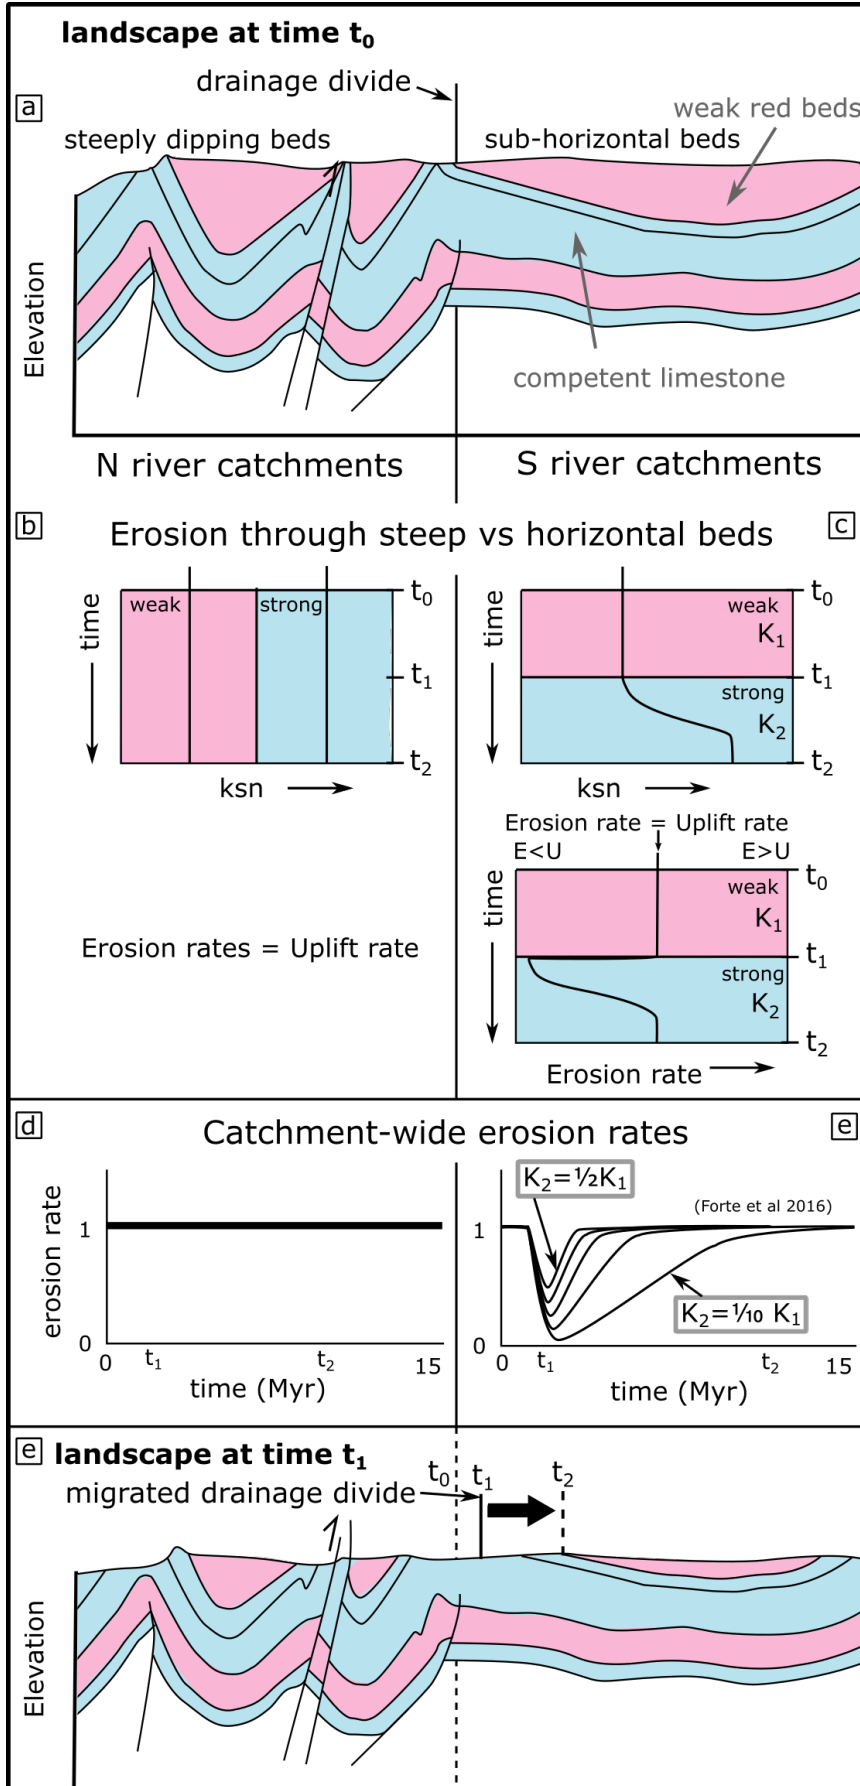 landscape at time t₀
drainage divide
a
weak red beds
steeply dipping beds
sub-horizontal beds
Elevation
competent limestone
N river catchments
S river catchments
b
Erosion through steep vs horizontal beds
c
time
weak
strong
t₀
t₁
t₂
ksn
time
weak
K₁
strong
K₂
t₀
t₁
t₂
ksn
Erosion rate = Uplift rate
E<U
E>U
time
weak
K₁
strong
K₂
t₀
t₁
t₂
Erosion rate
Erosion rates = Uplift rate
d
Catchment-wide erosion rates
e
erosion rate
1
0
0
t₁
t₂
15
time (Myr)
K₂=½K₁
(Forte et al 2016)
1
K₂=⅒ K₁
0
0
t₁
t₂
15
time (Myr)
e
landscape at time t₁
migrated drainage divide
t₀
t₁
t₂
Elevation